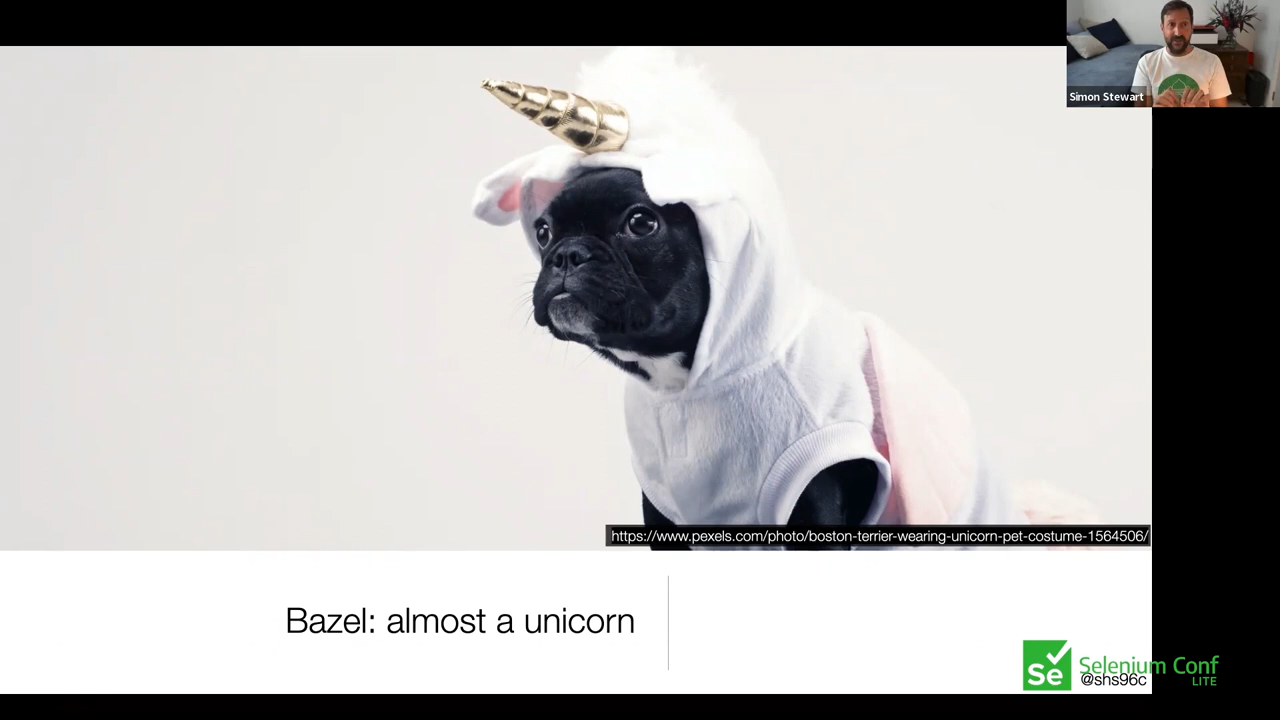 Simon Stewart
https://www.pexels.com/photo/boston-terrier-wearing-unicorn-pet-costume-1564506/
Bazel: almost a unicorn
Se
Selenium Conf
LITE
@shs96c